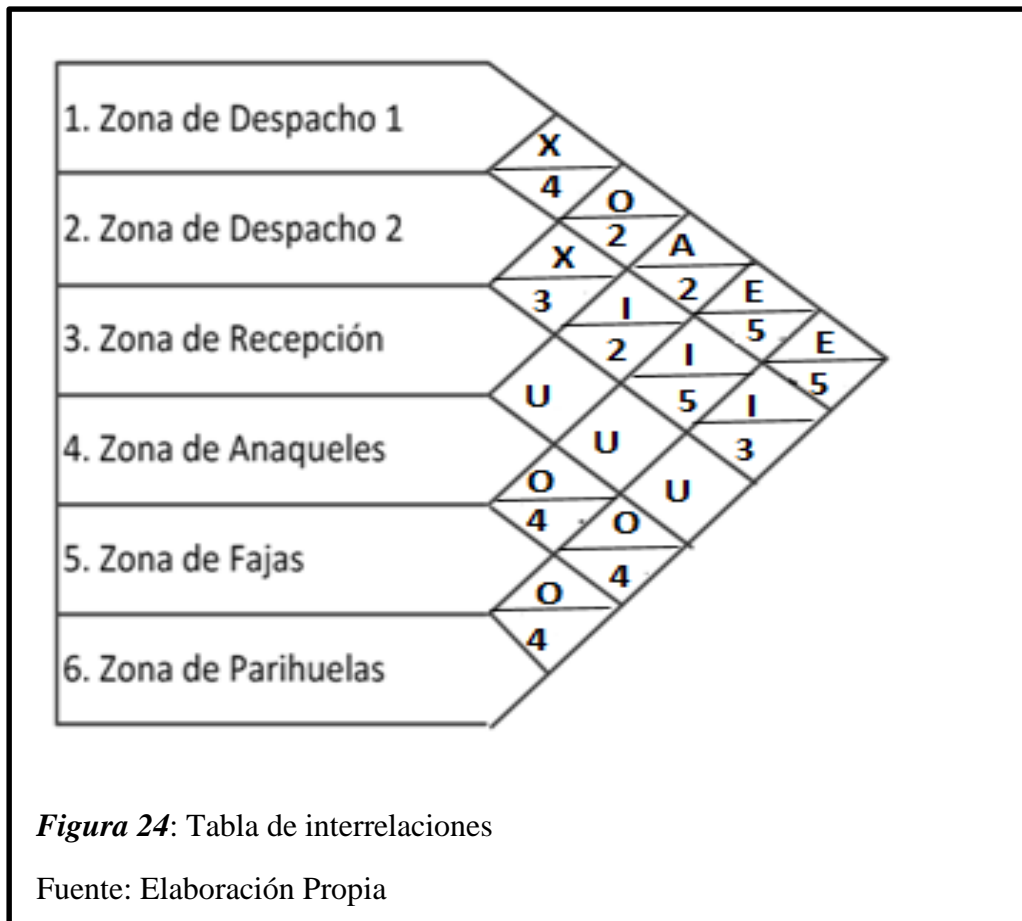 1. Zona de Despacho 1
2. Zona de Despacho 2
3. Zona de Recepción
4. Zona de Anaqueles
5. Zona de Fajas
6. Zona de Parihuelas
X
4
O
2
A
2
E
5
E
5
X
3
I
2
I
5
I
3
U
U
U
O
4
O
4
O
4
Figura 24: Tabla de interrelaciones
Fuente: Elaboración Propia